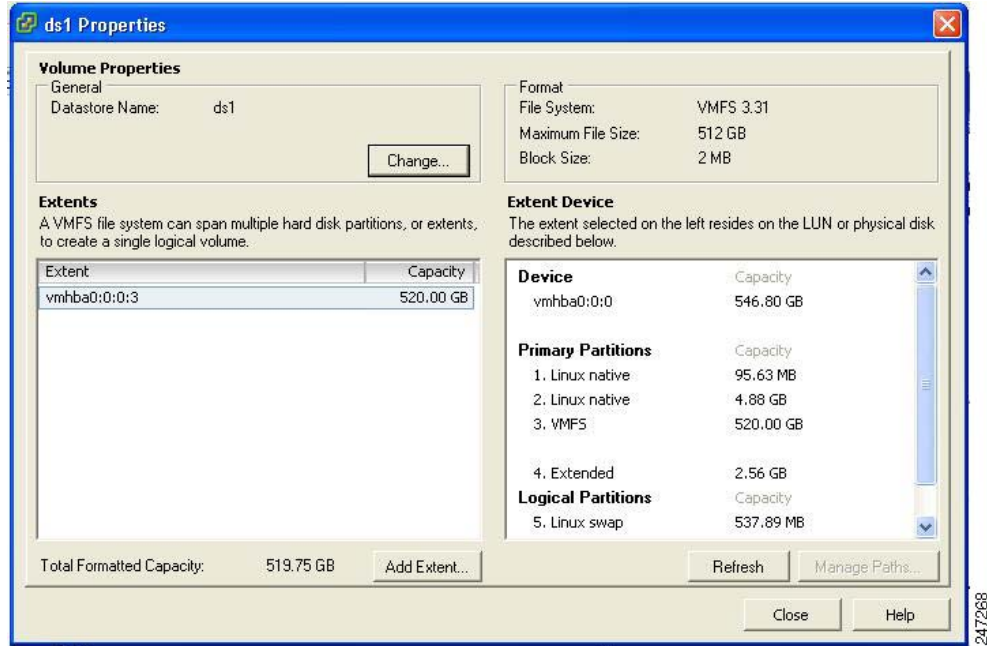 ds1 Properties
Volume Properties
General
Datastore Name: ds1
Change...
Format
File System: VMFS 3.31
Maximum File Size: 512 GB
Block Size: 2 MB
Extents
A VMFS file system can span multiple hard disk partitions, or extents,
to create a single logical volume.
Extent Capacity
vmhba0:0:0:3 520.00 GB
Total Formatted Capacity: 519.75 GB
Add Extent...
Extent Device
The extent selected on the left resides on the LUN or physical disk
described below.
Device Capacity
vmhba0:0:0 546.80 GB
Primary Partitions Capacity
1. Linux native 95.63 MB
2. Linux native 4.88 GB
3. VMFS 520.00 GB
4. Extended 2.56 GB
Logical Partitions Capacity
5. Linux swap 537.89 MB
Refresh Manage Paths...
Close Help
247268